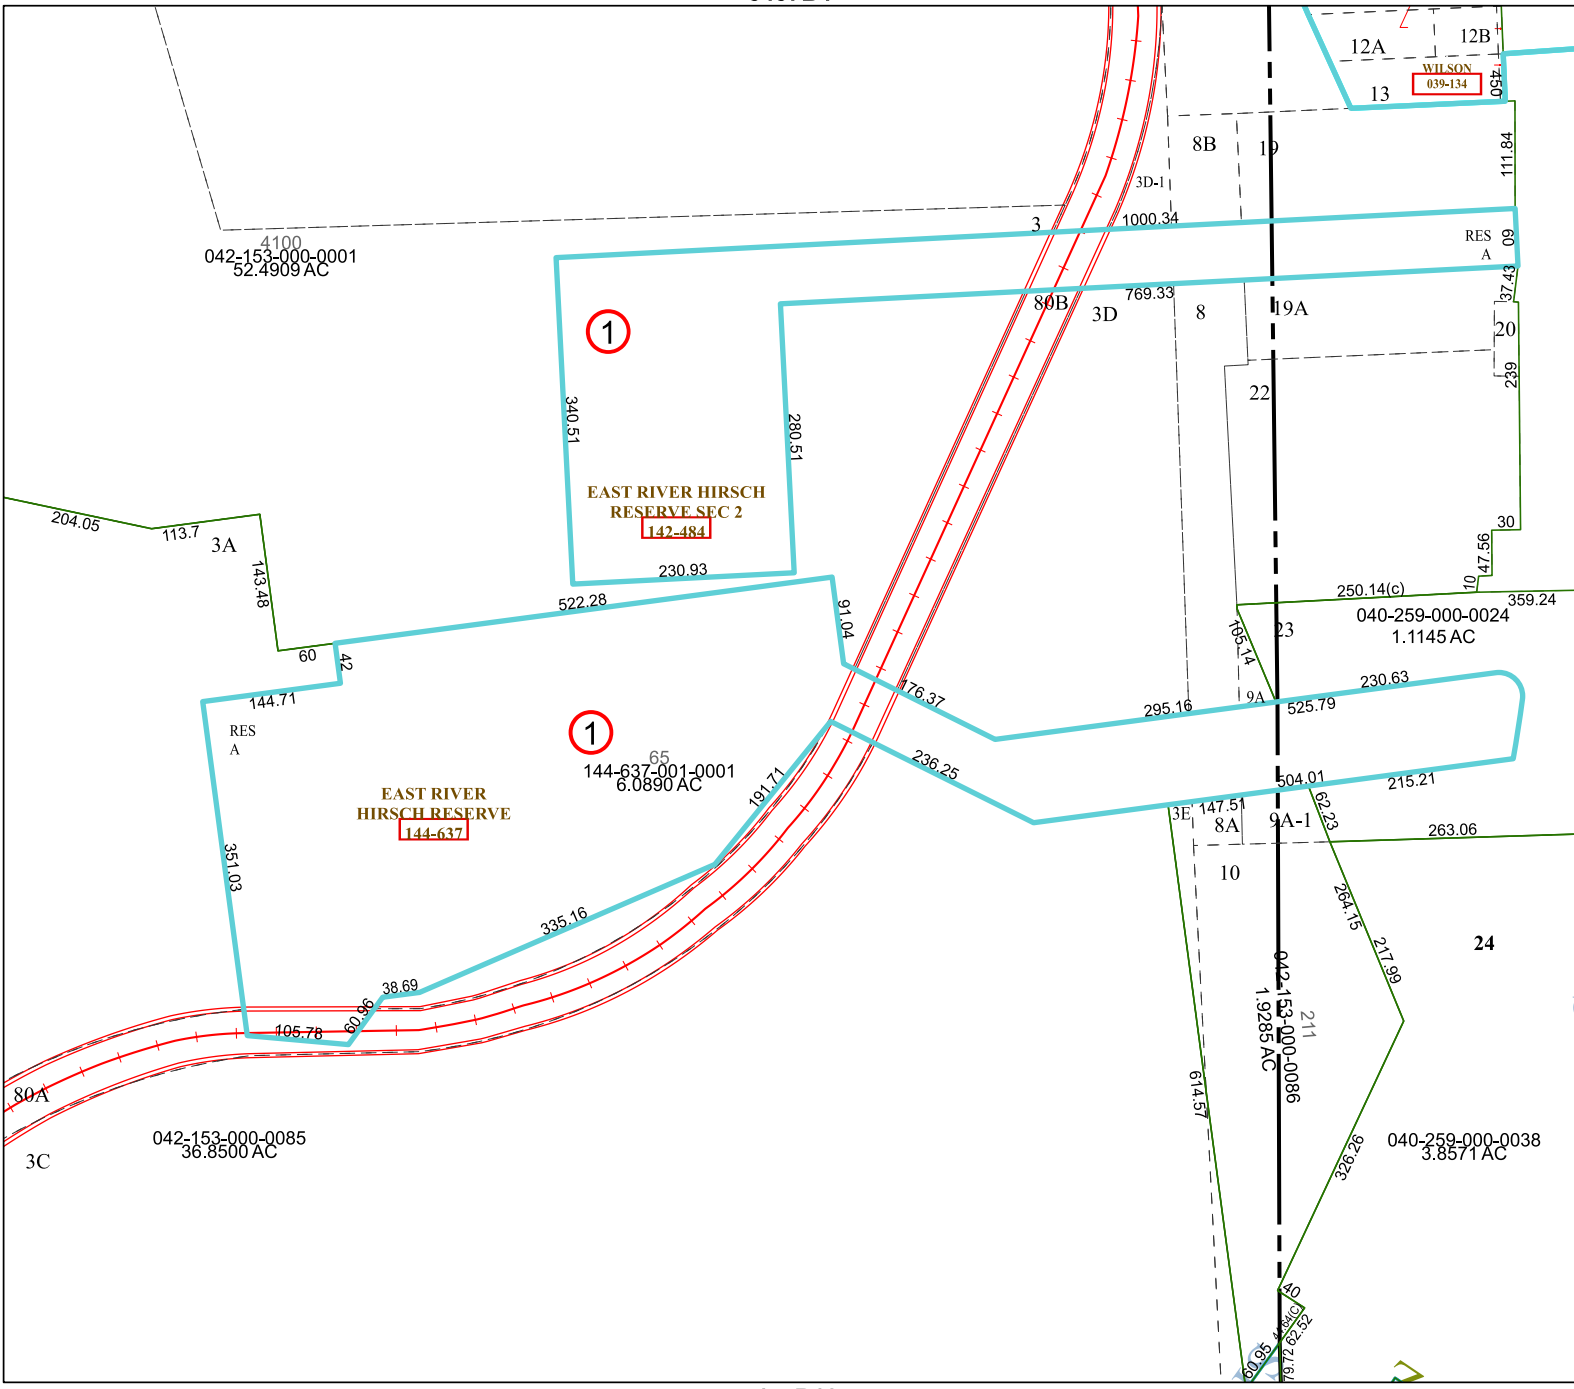 12A
12B
WILSON
039-134
450
13
111.84
8B
19
3D-1
3
1000.34
RES
A
60
4100
042-153-000-0001
52.4909 AC
37.43
80B
769.33
3D
8
19A
20
1
239
22
340.51
280.51
EAST RIVER HIRSCH
RESERVE SEC 2
142-484
204.05
113.7
3A
30
47.56
143.48
230.93
10
250.14(c)
359.24
522.28
91.04
040-259-000-0024
1.1145 AC
105.14
23
60
42
144.71
176.37
295.16
9A
525.79
230.63
RES
A
1
65
144-637-001-0001
6.0890 AC
191.71
236.25
504.01
215.21
EAST RIVER
HIRSCH RESERVE
144-637
147.51
3E
8A
9A-1
62.23
263.06
351.03
10
335.16
264.15
217.99
24
38.69
60.96
105.78
042-153-000-0086
1.9285 AC
211
80A
614.57
042-153-000-0085
36.8500 AC
3C
326.26
040-259-000-0038
3.8571 AC
40
62.52
60.95
79.72